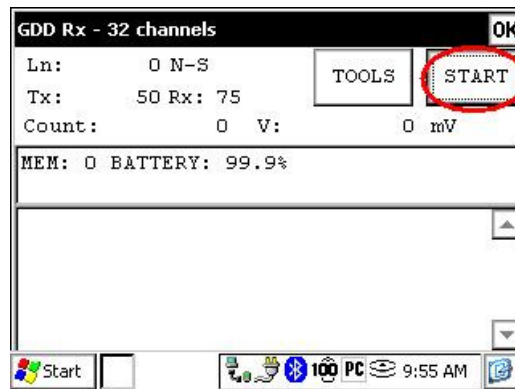 GDD Rx - 32 channels OK
Ln: 0 N-S TOOLS START
Tx: 50 Rx: 75
Count: 0 V: 0 mV
MEM: 0 BATTERY: 99.9%
Start 100 PC 9:55 AM